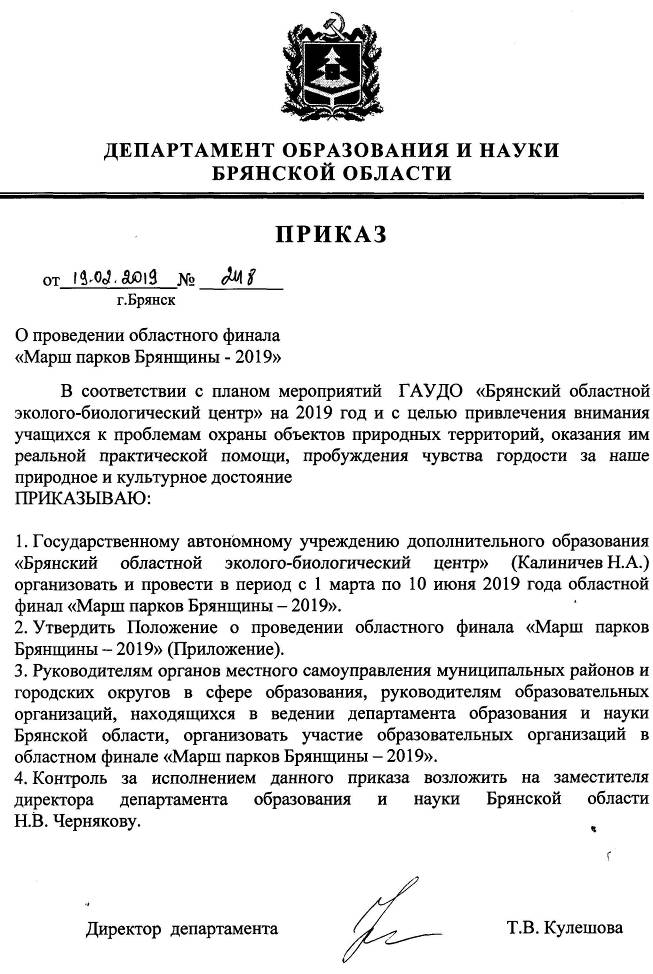 ДЕПАРТАМЕНТ ОБРАЗОВАНИЯ И НАУКИ
БРЯНСКОЙ ОБЛАСТИ
ПРИКАЗ
от 19.02.2019 №
г.Брянск
О проведении областного финала
«Марш парков Брянщины - 2019»
В соответствии с планом мероприятий ГАУДО «Брянский областной
эколого-биологический центр» на 2019 год и с целью привлечения внимания
учащихся к проблемам охраны объектов природных территорий, оказания им
реальной практической помощи, пробуждения чувства гордости за наше
природное и культурное достояние
ПРИКАЗЫВАЮ:
1. Государственному автономному учреждению дополнительного образования
«Брянский областной эколого-биологический центр» (Калиничев Н.А.)
организовать и провести в период с 1 марта по 10 июня 2019 года областной
финал «Марш парков Брянщины – 2019».
2. Утвердить Положение о проведении областного финала «Марш парков
Брянщины – 2019» (Приложение).
3. Руководителям органов местного самоуправления муниципальных районов и
городских округов в сфере образования, руководителям образовательных
организаций, находящихся в ведении департамента образования и науки
Брянской области, организовать участие образовательных организаций в
областном финале «Марш парков Брянщины – 2019».
4. Контроль за исполнением данного приказа возложить на заместителя
директора департамента образования и науки Брянской области
Н.В. Чернякову.
Директор департамента Т.В. Кулешова